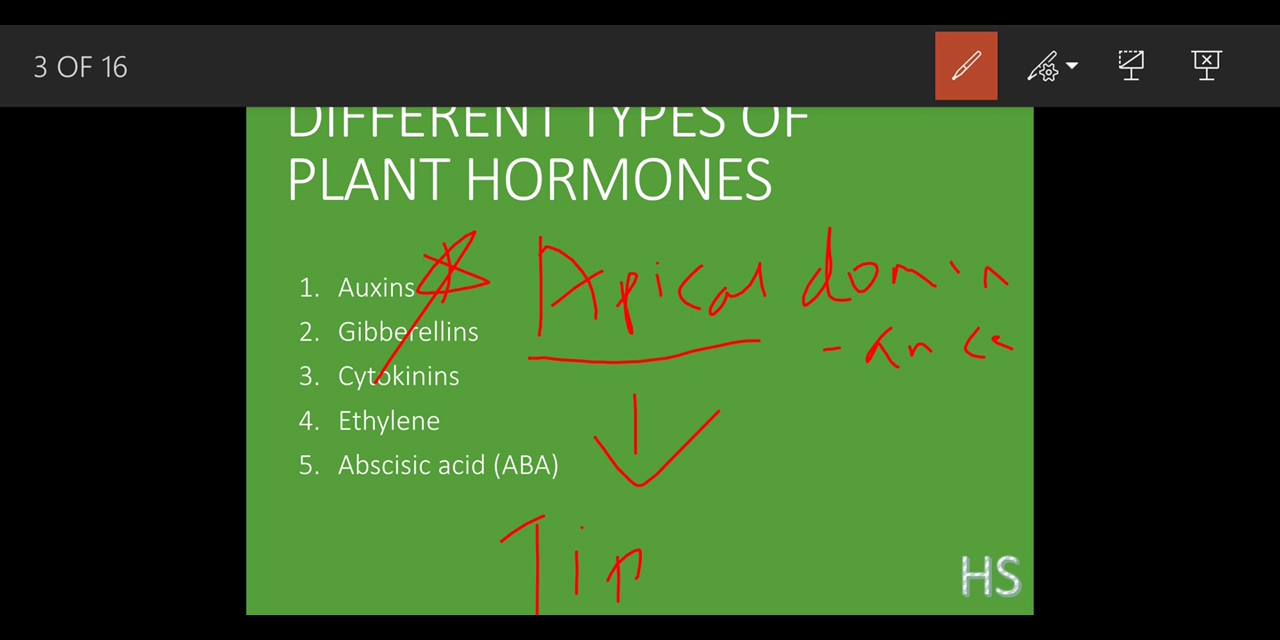 3 OF 16
DIFFERENT TYPES OF
PLANT HORMONES
1. Auxins
2. Gibberellins
3. Cytokinins
4. Ethylene
5. Abscisic acid (ABA)
Apical domin
- ance
Tip
HS